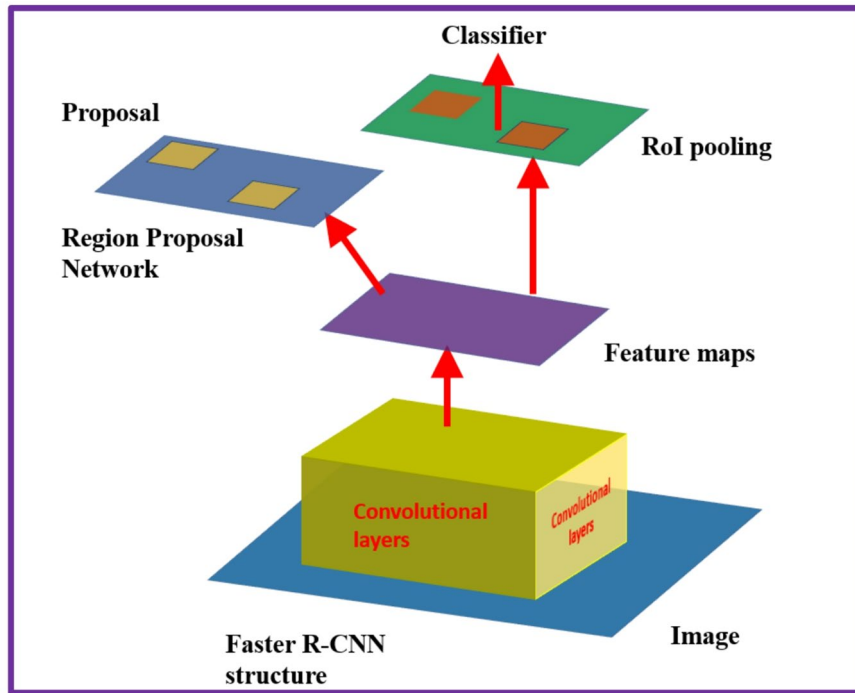 Classifier
Proposal
RoI pooling
Region Proposal
Network
Feature maps
Convolutional
layers
Convolutional
layers
Image
Faster R-CNN
structure